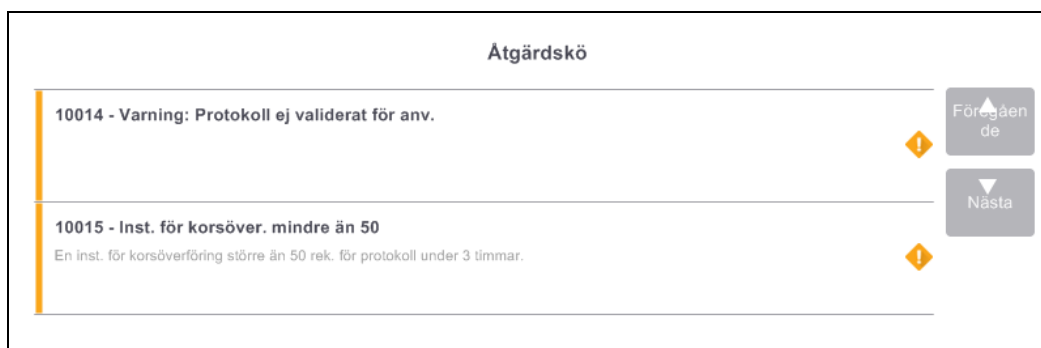 Åtgärdskö
10014 - Varning: Protokoll ej validerat för anv.
10015 - Inst. för korsöver. mindre än 50
En inst. för korsöverföring större än 50 rek. för protokoll under 3 timmar.
Föregåen
de
Nästa